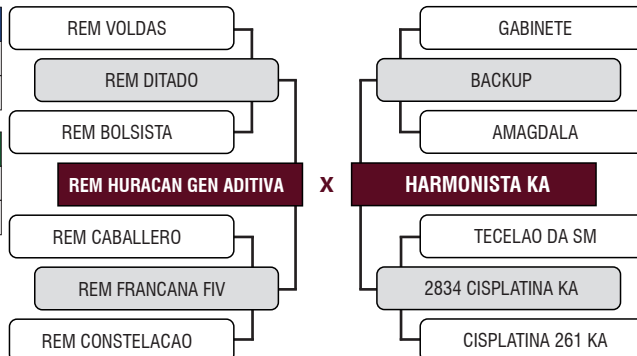 REM VOLDAS
REM DITADO
REM BOLSISTA
REM HURACAN GEN ADITIVA
REM CABALLERO
REM FRANCANA FIV
REM CONSTELACAO
X
GABINETE
BACKUP
AMAGDALA
HARMONISTA KA
TECELAO DA SM
2834 CISPLATINA KA
CISPLATINA 261 KA